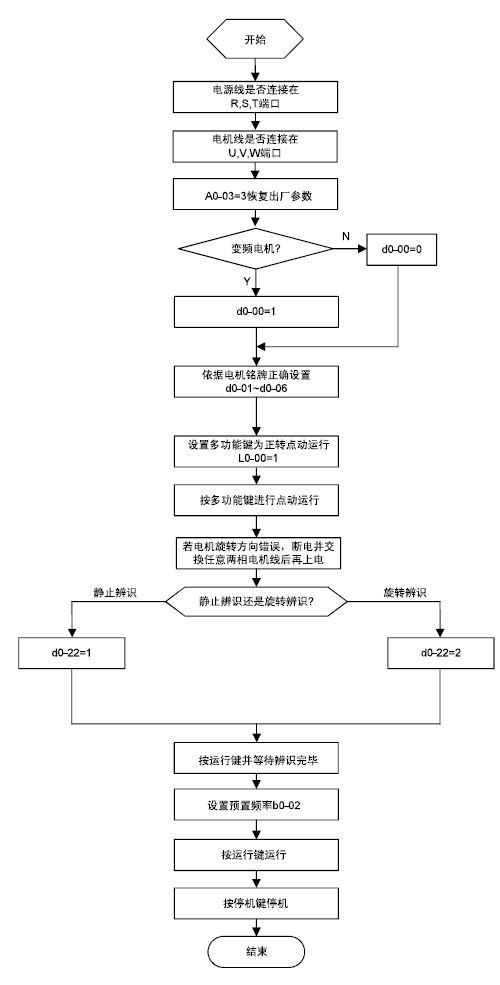 开始
电源线是否连接在
R,S,T端口
电机线是否连接在
U,V,W端口
A0-03=3恢复出厂参数
变频电机?
N
d0-00=0
Y
d0-00=1
依据电机铭牌正确设置
d0-01~d0-06
设置多功能键为正转点动运行
L0-00=1
按多功能键进行点动运行
若电机旋转方向错误，断电并交
换任意两相电机线后再上电
静止辨识
静止辨识还是旋转辨识?
旋转辨识
d0-22=1
d0-22=2
按运行键并等待辨识完毕
设置预置频率b0-02
按运行键运行
按停机键停机
结束